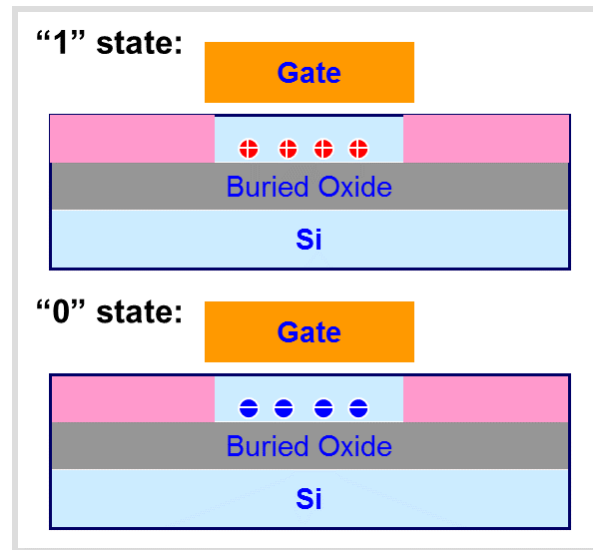 “1” state:
Gate
Buried Oxide
Si
“0” state:
Gate
Buried Oxide
Si